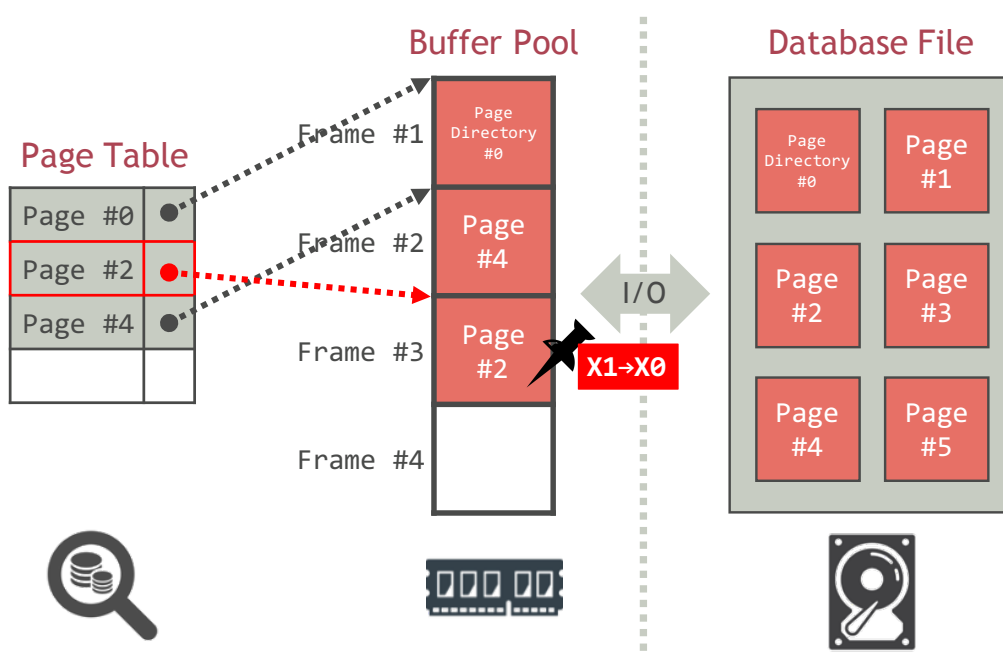 Buffer Pool
Database File
Page Table
Page #0
Page #2
Page #4
Frame #1
Frame #2
Frame #3
Frame #4
Page
Directory
#0
Page
#4
Page
#2
X1→X0
I/O
Page
Directory
#0
Page
#1
Page
#2
Page
#3
Page
#4
Page
#5